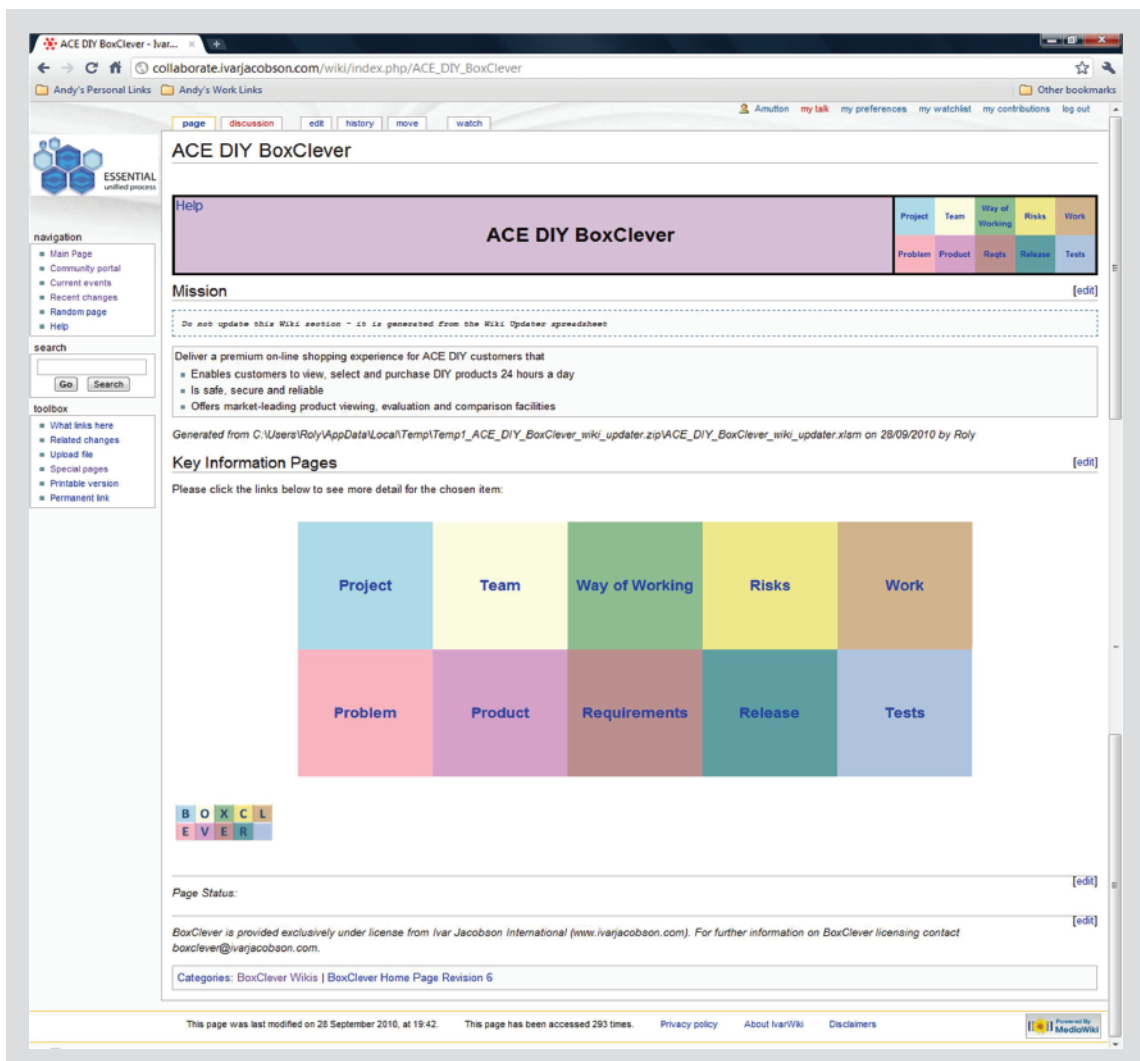 ACE DIY BoxClever - Ivar...
collaborate.ivarjacobson.com/wiki/index.php/ACE_DIY_BoxClever
Andy's Personal Links Andy's Work Links Other bookmarks
Amutton my talk my preferences my watchlist my contributions log out
page discussion edit history move watch
ESSENTIAL
unified process
ACE DIY BoxClever
Help
ACE DIY BoxClever
Project Team Way of Working Risks Work
Problem Product Reqts Release Tests
navigation
Main Page
Community portal
Current events
Recent changes
Random page
Help
search
Go Search
toolbox
What links here
Related changes
Upload file
Special pages
Printable version
Permanent link
Mission [edit]
Do not update this Wiki section - it is generated from the Wiki Updater spreadsheet
Deliver a premium on-line shopping experience for ACE DIY customers that
Enables customers to view, select and purchase DIY products 24 hours a day
Is safe, secure and reliable
Offers market-leading product viewing, evaluation and comparison facilities
Generated from C:\Users\Roly\AppData\Local\Temp\Temp1_ACE_DIY_BoxClever_wiki_updater.zip\ACE_DIY_BoxClever_wiki_updater.xlsm on 28/09/2010 by Roly
Key Information Pages [edit]
Please click the links below to see more detail for the chosen item:
Project Team Way of Working Risks Work
Problem Product Requirements Release Tests
B O X C L
E V E R
[edit]
Page Status:
[edit]
BoxClever is provided exclusively under license from Ivar Jacobson International (www.ivarjacobson.com). For further information on BoxClever licensing contact
boxclever@ivarjacobson.com.
Categories: BoxClever Wikis | BoxClever Home Page Revision 6
This page was last modified on 28 September 2010, at 19:42. This page has been accessed 293 times. Privacy policy About IvarWiki Disclaimers
Powered By
MediaWiki